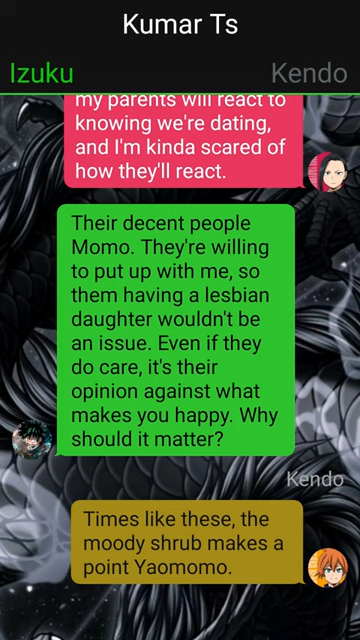 Kumar Ts
Izuku Kendo
my parents will react to
knowing we're dating,
and I'm kinda scared of
how they'll react.
Their decent people
Momo. They're willing
to put up with me, so
them having a lesbian
daughter wouldn't be
an issue. Even if they
do care, it's their
opinion against what
makes you happy. Why
should it matter?
Kendo
Times like these, the
moody shrub makes a
point Yaomomo.